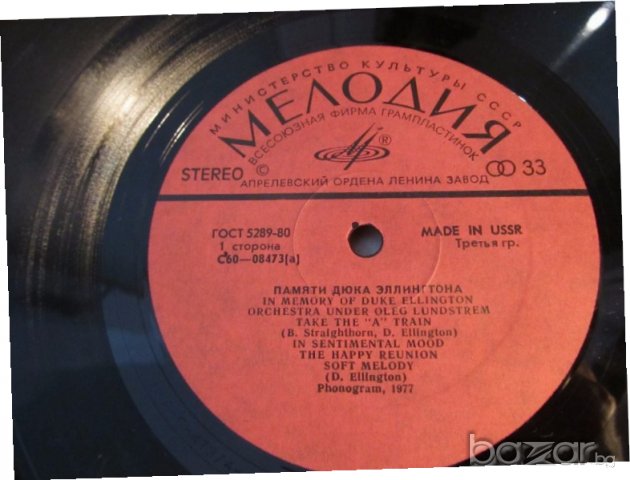 МИНИСТЕРСТВО КУЛЬТУРЫ СССР
МЕЛОДИЯ
ВСЕСОЮЗНАЯ ФИРМА ГРАМПЛАСТИНОК
STEREO © М ® 33
АПРЕЛЕВСКИЙ ОРДЕНА ЛЕНИНА ЗАВОД
ГОСТ 5289-80
MADE IN USSR
1 сторона
Третья гр.
С60—08473(а)
ПАМЯТИ ДЮКА ЭЛЛИНГТОНА
IN MEMORY OF DUKE ELLINGTON
ORCHESTRA UNDER OLEG LUNDSTREM
TAKE THE "A" TRAIN
(B. Straighthorn, D. Ellington)
IN SENTIMENTAL MOOD
THE HAPPY REUNION
SOFT MELODY
(D. Ellington)
Phonogram, 1977
bazar.bg